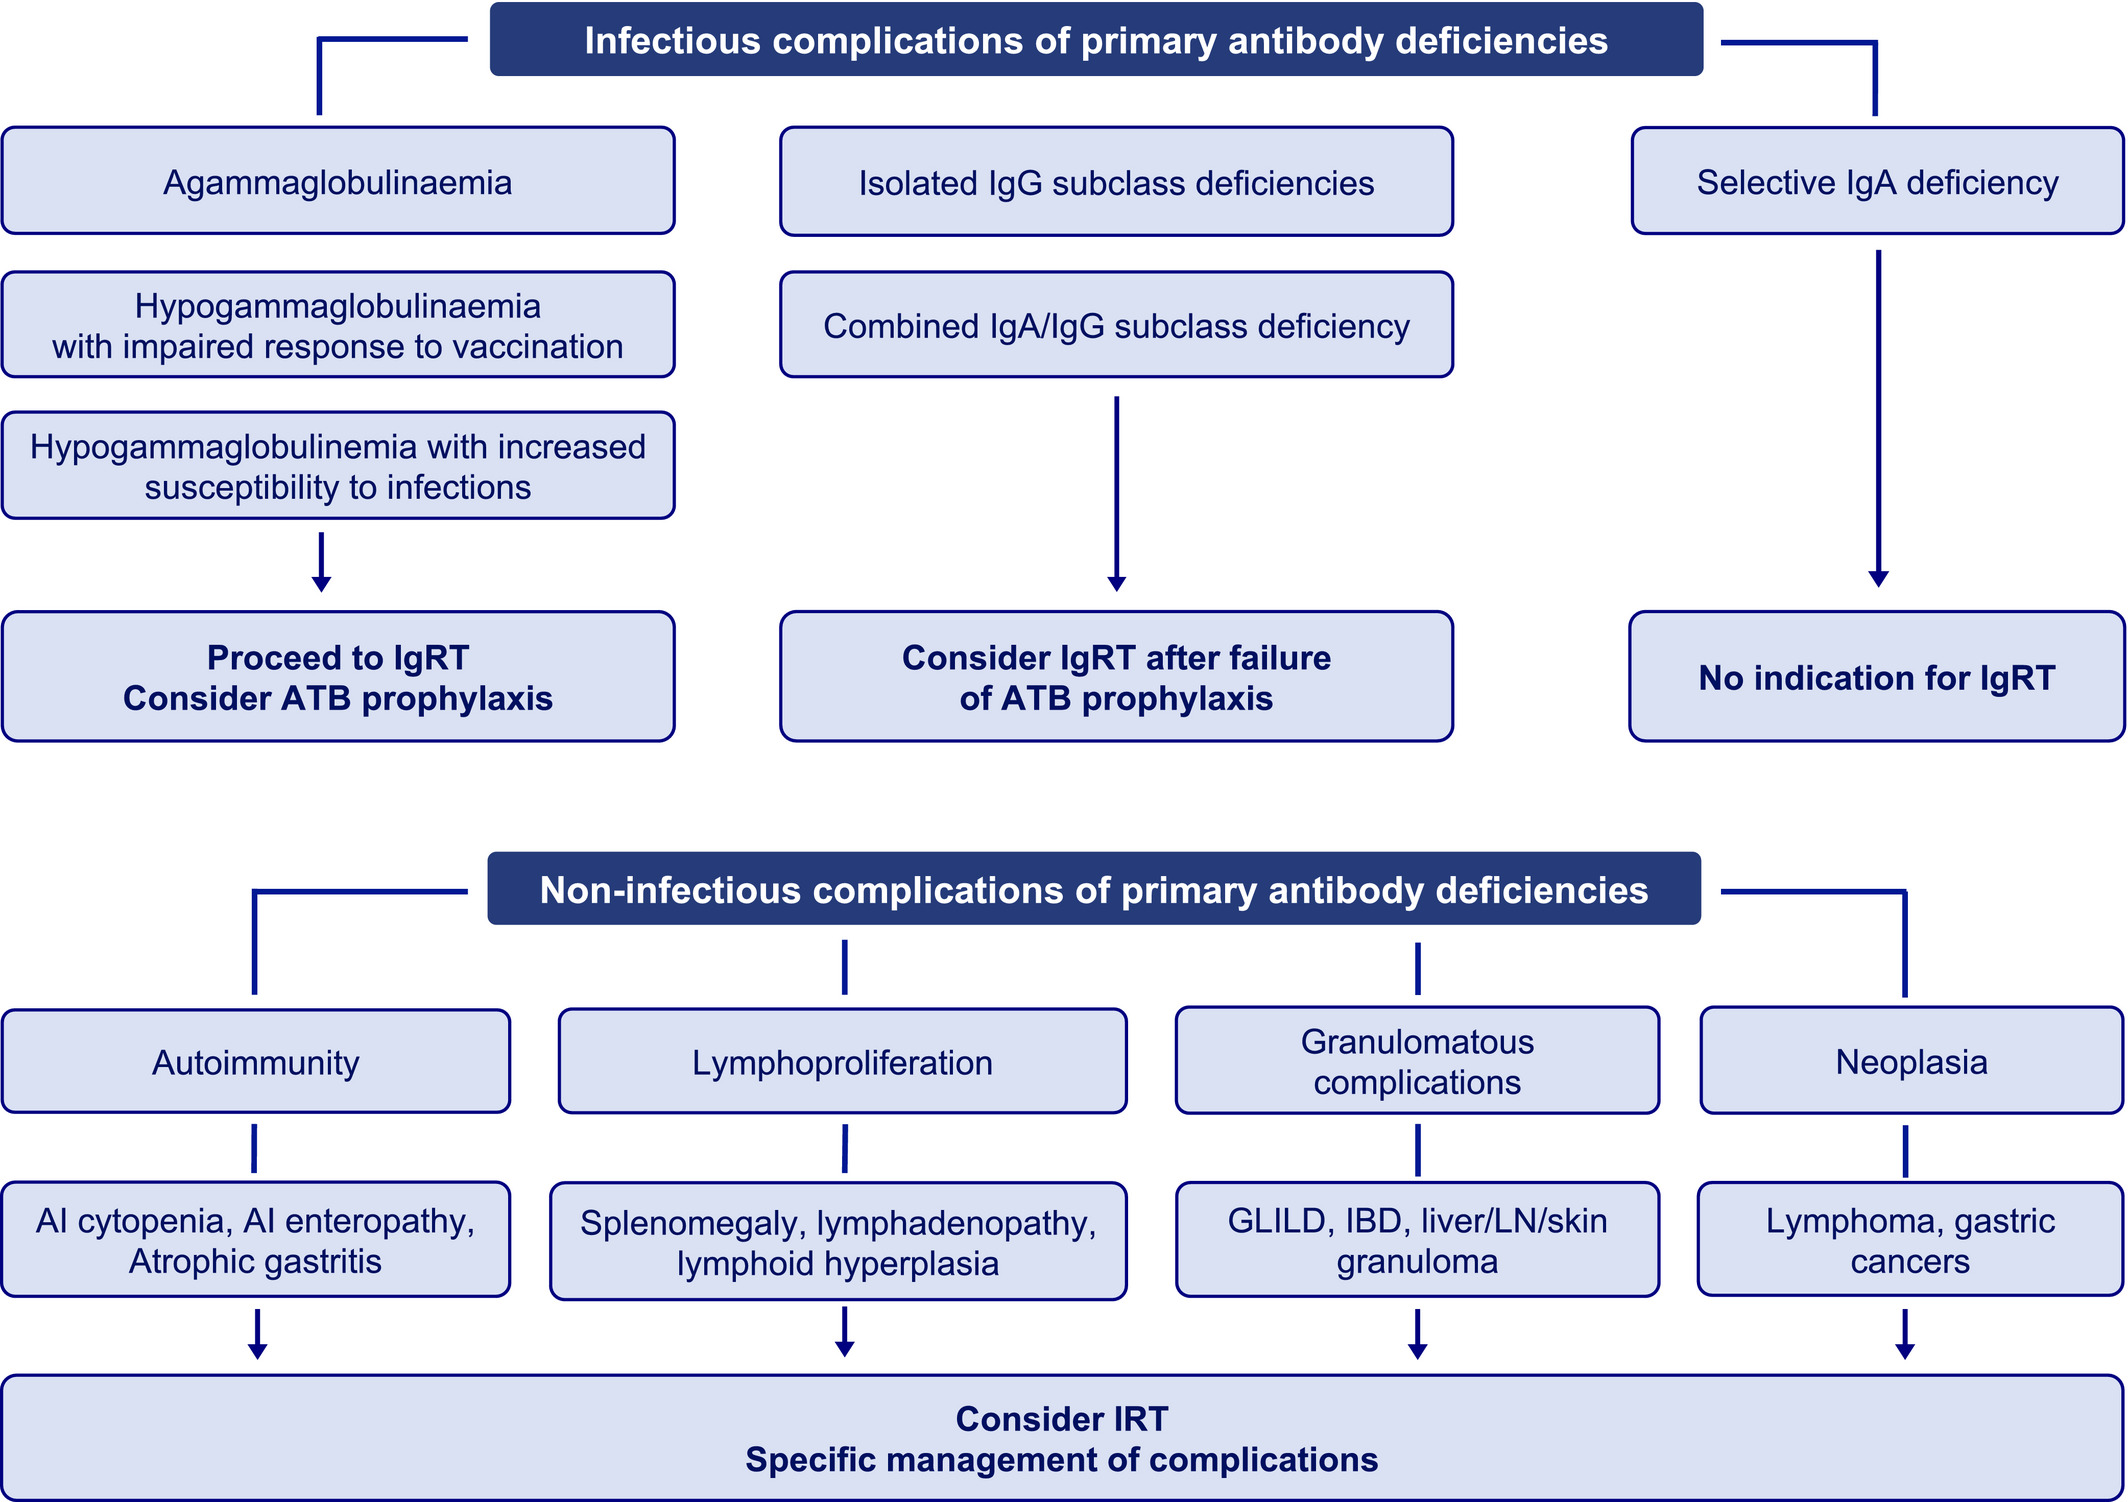 Infectious complications of primary antibody deficiencies
Agammaglobulinaemia
Isolated IgG subclass deficiencies
Selective IgA deficiency
Hypogammaglobulinaemia
with impaired response to vaccination
Combined IgA/IgG subclass deficiency
Hypogammaglobulinemia with increased
susceptibility to infections
Proceed to IgRT
Consider ATB prophylaxis
Consider IgRT after failure
of ATB prophylaxis
No indication for IgRT
Non-infectious complications of primary antibody deficiencies
Autoimmunity
Lymphoproliferation
Granulomatous
complications
Neoplasia
AI cytopenia, AI enteropathy,
Atrophic gastritis
Splenomegaly, lymphadenopathy,
lymphoid hyperplasia
GLILD, IBD, liver/LN/skin
granuloma
Lymphoma, gastric
cancers
Consider IRT
Specific management of complications